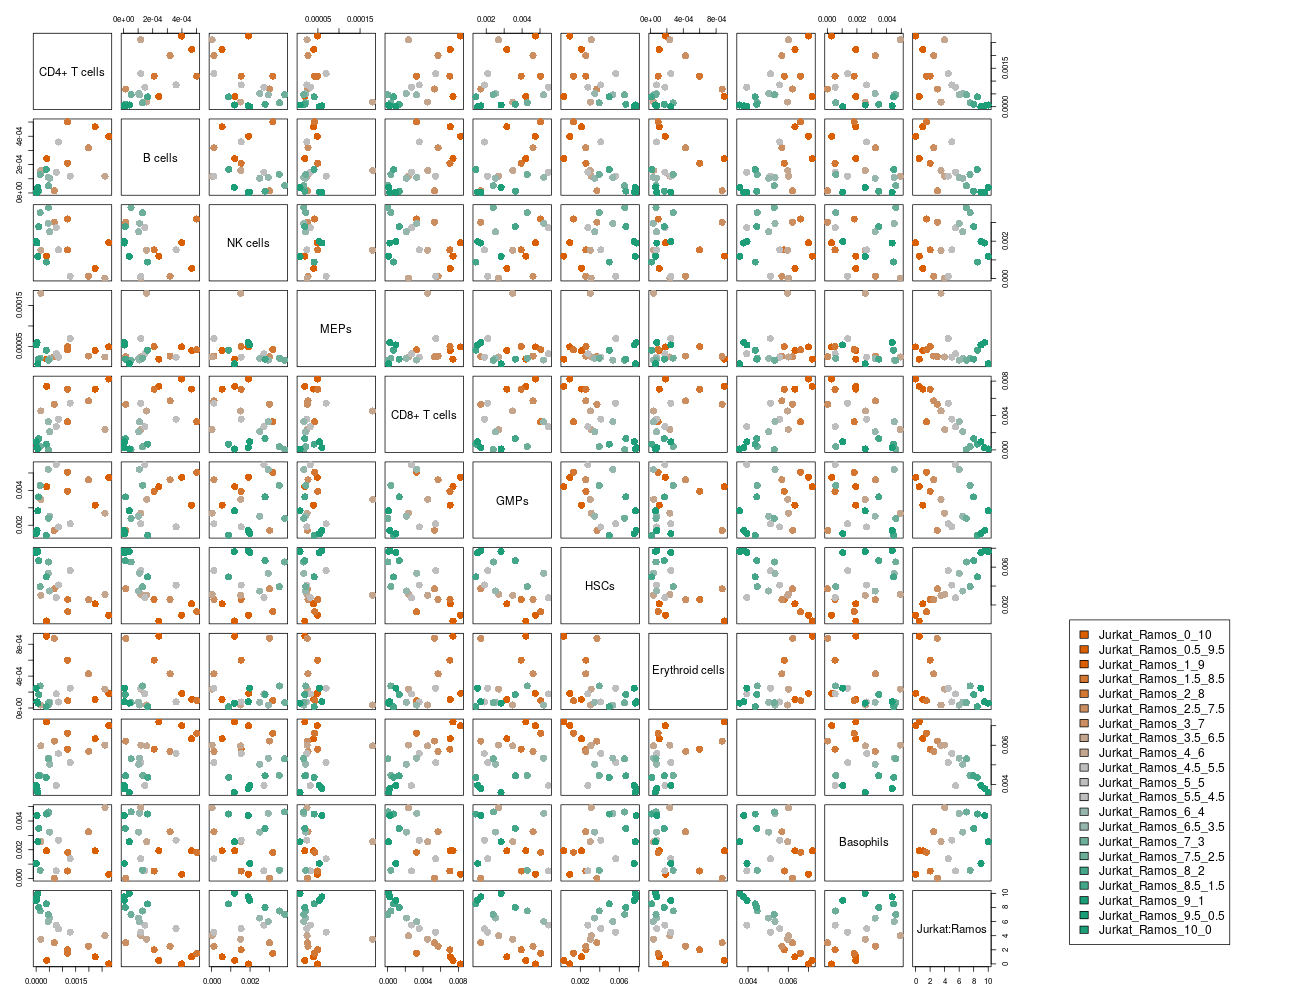 0e+00 2e-04 4e-04 0.00005 0.00015 0.002 0.004 0e+00 4e-04 8e-04 0.000 0.002 0.004
CD4+ T cells
0.0000 0.0015
B cells
0e+00 2e-04 4e-04
NK cells
0.000 0.002
MEPs
0.00005 0.00015
CD8+ T cells
0.000 0.004 0.008
GMPs
0.002 0.004
HSCs
0.002 0.006
Erythroid cells
0e+00 4e-04 8e-04
0.004 0.006
Basophils
0.000 0.002 0.004
Jurkat:Ramos
0 2 4 6 8 10
0.0000 0.0015 0.000 0.002 0.000 0.004 0.008 0.002 0.006 0.004 0.006 0 2 4 6 8 10
Jurkat_Ramos_0_10
Jurkat_Ramos_0.5_9.5
Jurkat_Ramos_1_9
Jurkat_Ramos_1.5_8.5
Jurkat_Ramos_2_8
Jurkat_Ramos_2.5_7.5
Jurkat_Ramos_3_7
Jurkat_Ramos_3.5_6.5
Jurkat_Ramos_4_6
Jurkat_Ramos_4.5_5.5
Jurkat_Ramos_5_5
Jurkat_Ramos_5.5_4.5
Jurkat_Ramos_6_4
Jurkat_Ramos_6.5_3.5
Jurkat_Ramos_7_3
Jurkat_Ramos_7.5_2.5
Jurkat_Ramos_8_2
Jurkat_Ramos_8.5_1.5
Jurkat_Ramos_9_1
Jurkat_Ramos_9.5_0.5
Jurkat_Ramos_10_0